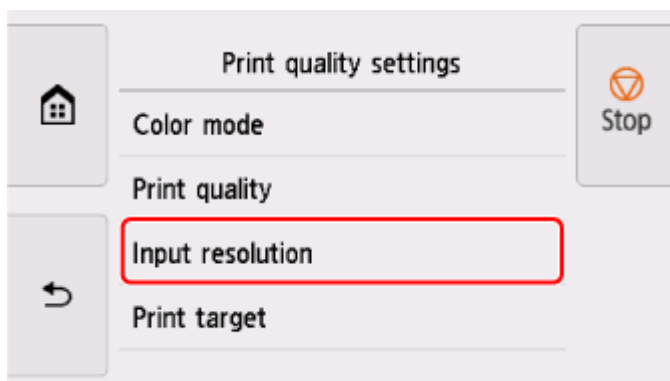 Print quality settings
Color mode
Stop
Print quality
Input resolution
Print target